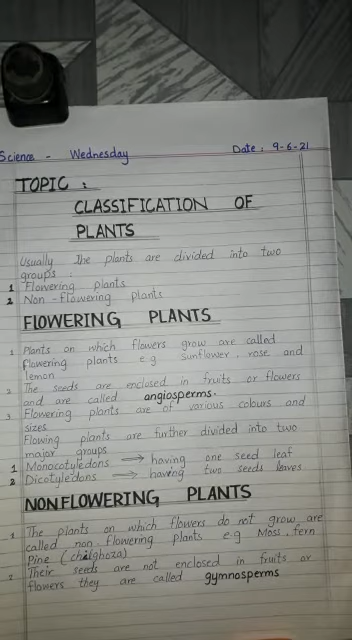 Science - Wednesday Date : 9-6-21
TOPIC :
CLASSIFICATION OF
PLANTS
Usually the plants are divided into two
groups :
1 Flowering plants
2 Non-Flowering plants
FLOWERING PLANTS
1 Plants on which flowers grow are called
flowering plants e.g sunflower, rose and
lemon
2 The seeds are enclosed in fruits or flowers
and are called angiosperms.
3 Flowering plants are of various colours and
sizes
Flowing plants are further divided into two
major groups
1 Monocotyledons → having one seed leaf
2 Dicotyledons → having two seeds leaves
NONFLOWERING PLANTS
1 The plants on which flowers do not grow are
called non-flowering plants e.g Moss, fern
Pine (chilghoza)
2 Their seeds are not enclosed in fruits or
flowers they are called gymnosperms